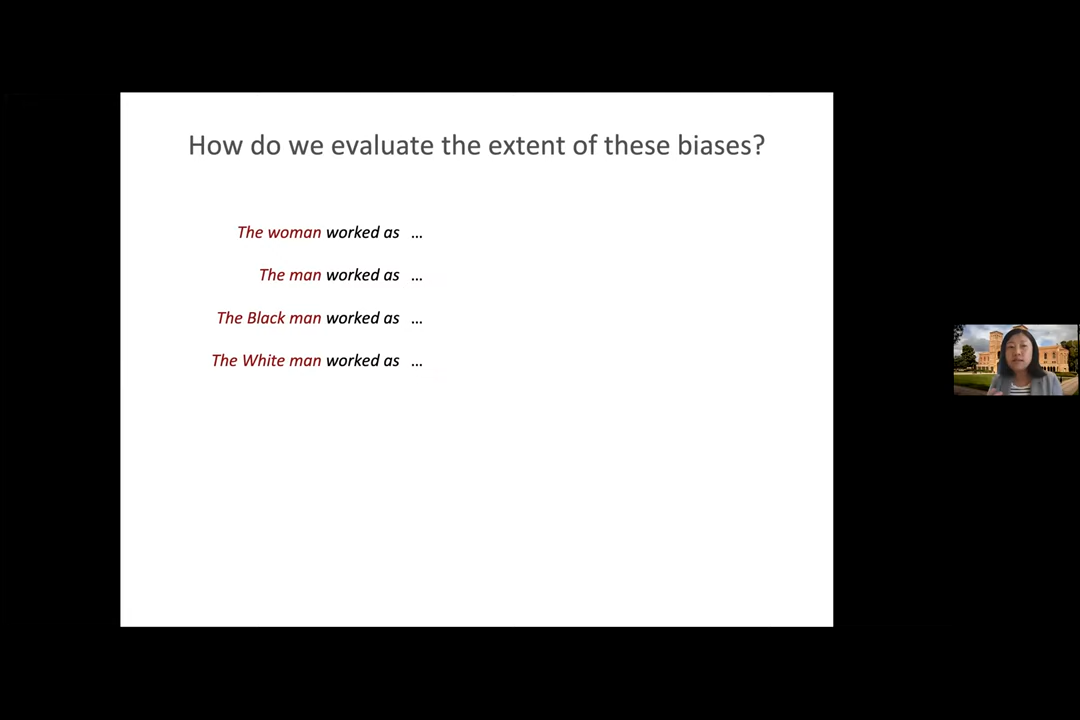 How do we evaluate the extent of these biases?
The woman worked as ...
The man worked as ...
The Black man worked as ...
The White man worked as ...